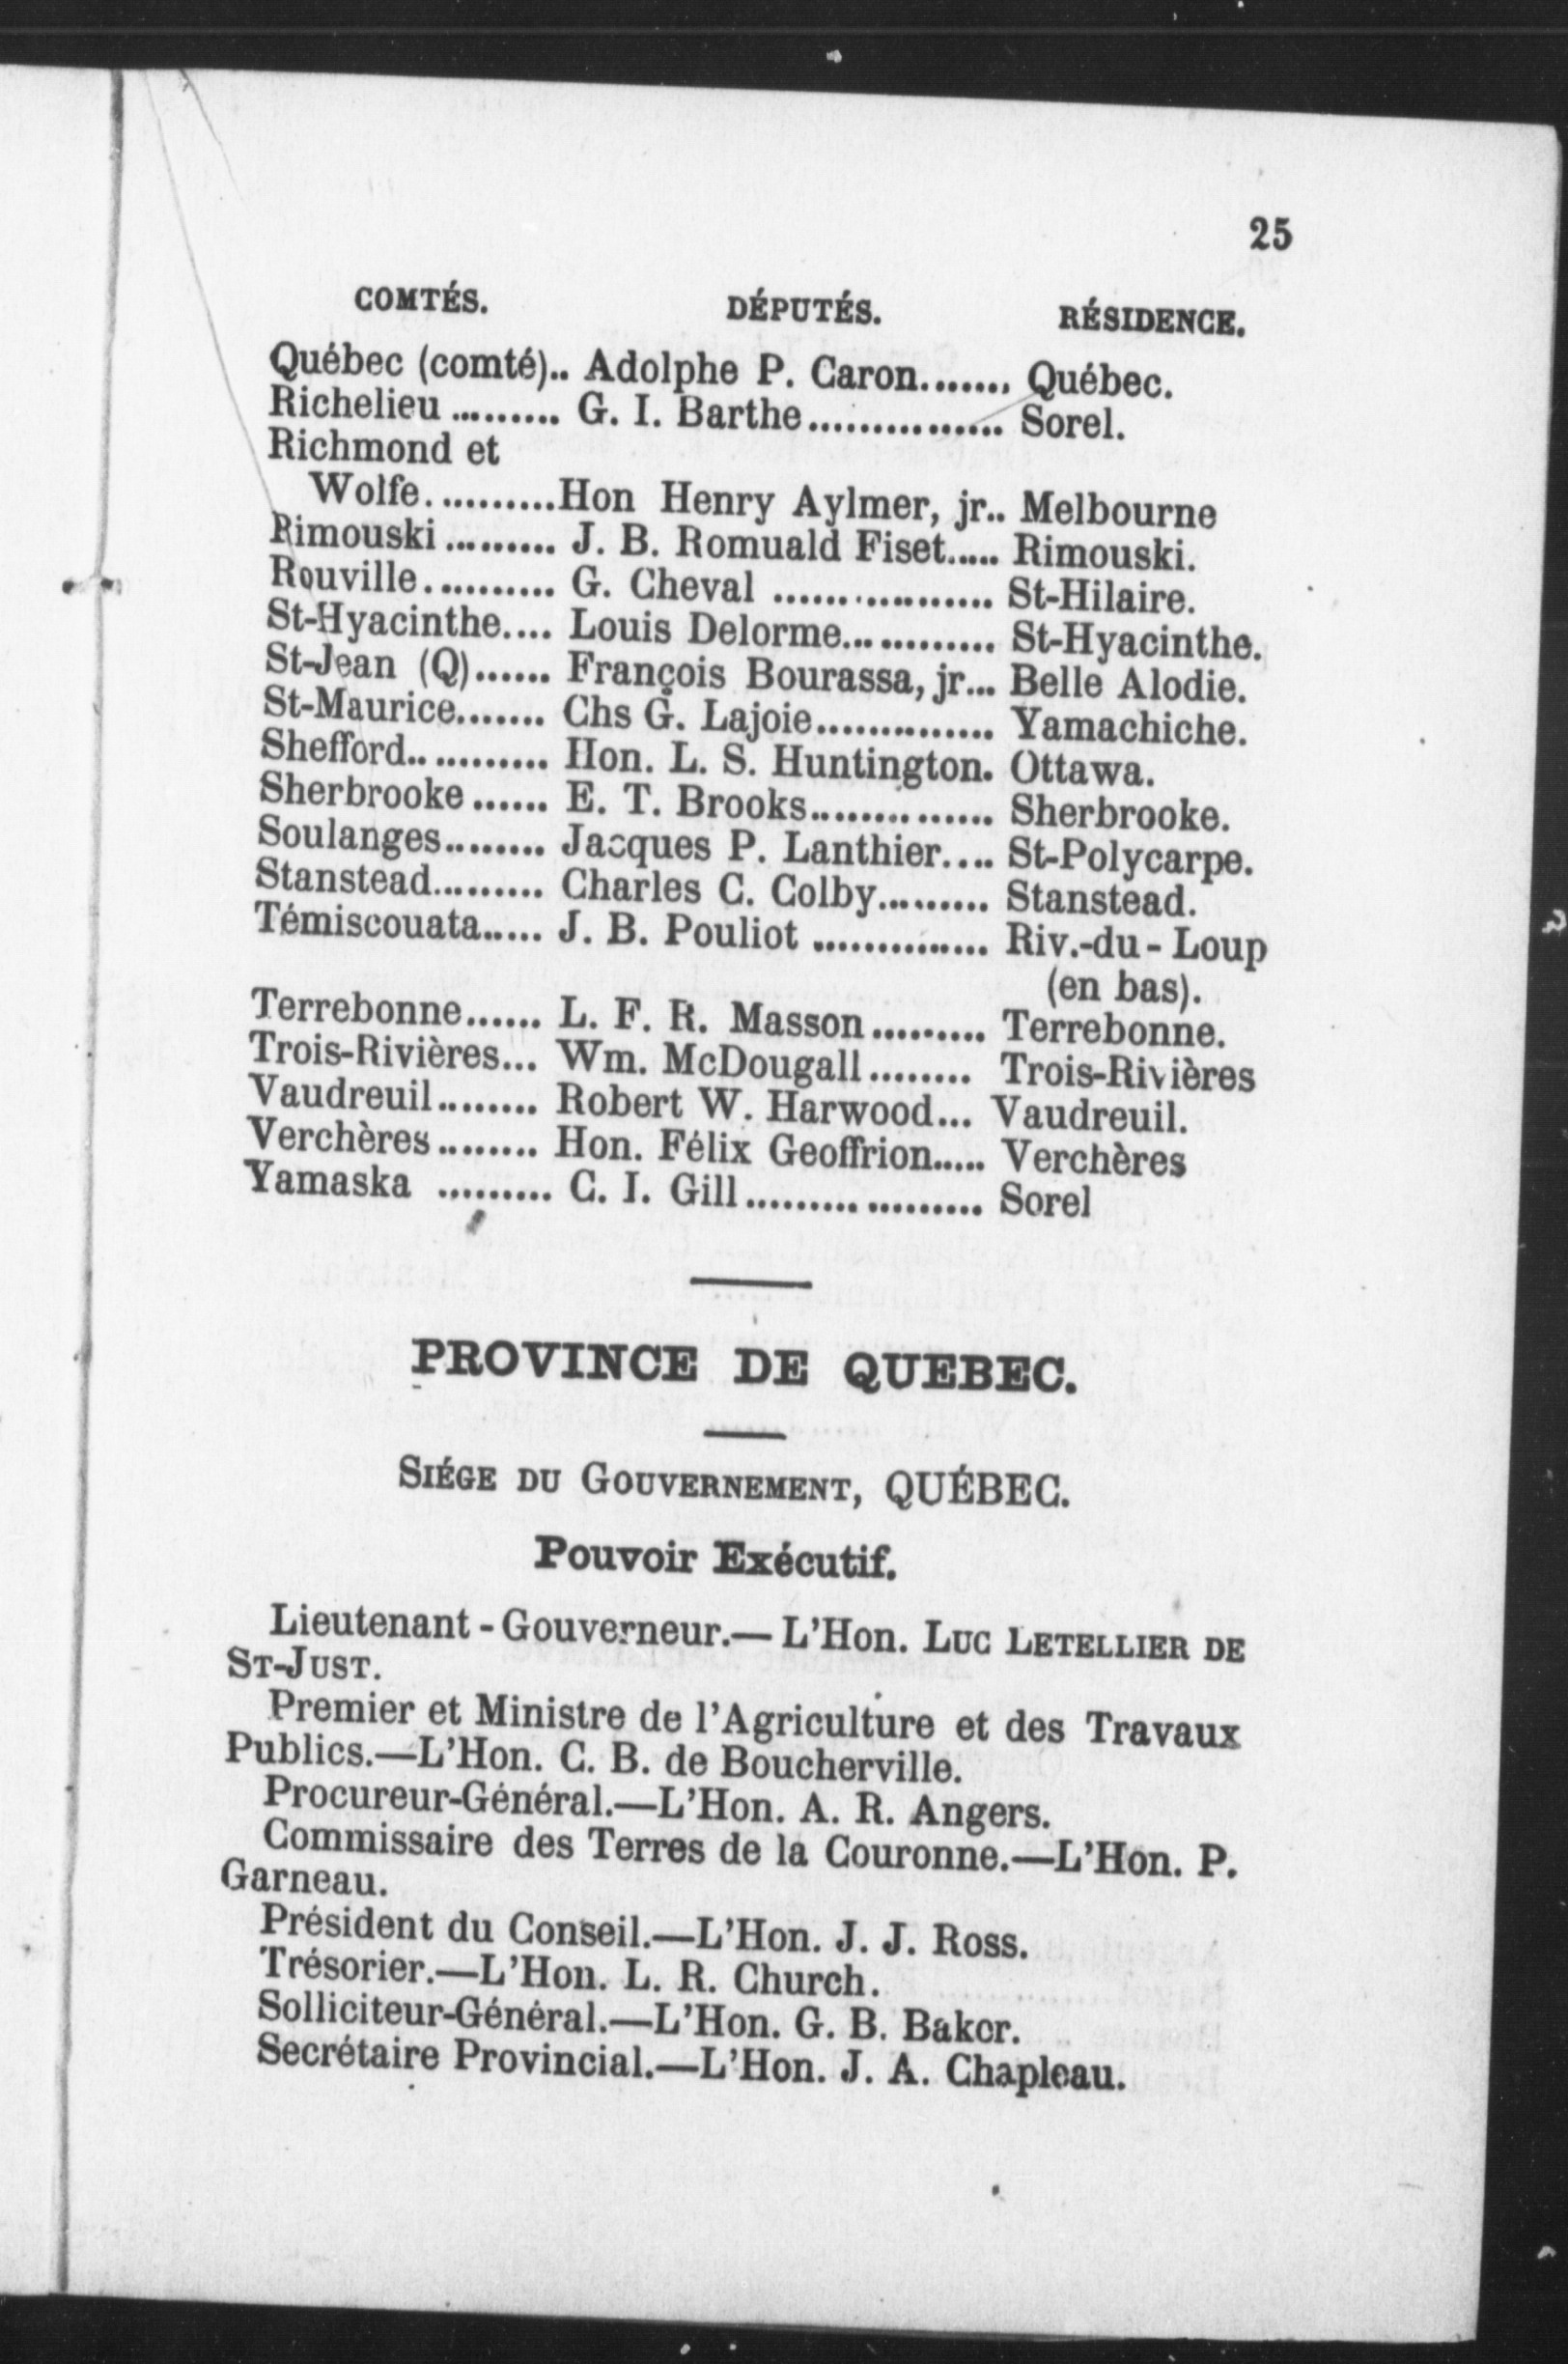 25
COMTÉS. DÉPUTÉS. RÉSIDENCE.
Québec (comté).. Adolphe P. Caron........ Québec.
Richelieu .......... G. I. Barthe................ Sorel.
Richmond et
Wolfe...........Hon Henry Aylmer, jr.. Melbourne
Rimouski .......... J. B. Romuald Fiset..... Rimouski.
Rouville........... G. Cheval .................. St-Hilaire.
St-Hyacinthe.... Louis Delorme............. St-Hyacinthe.
St-Jean (Q)...... François Bourassa, jr... Belle Alodie.
St-Maurice....... Chs G. Lajoie............... Yamachiche.
Shefford........... Hon. L. S. Huntington. Ottawa.
Sherbrooke ...... E. T. Brooks............... Sherbrooke.
Soulanges......... Jacques P. Lanthier.... St-Polycarpe.
Stanstead.......... Charles C. Colby.......... Stanstead.
Témiscouata..... J. B. Pouliot ............... Riv.-du-Loup
(en bas).
Terrebonne...... L. F. R. Masson .......... Terrebonne.
Trois-Rivières... Wm. McDougall ........ Trois-Rivières
Vaudreuil......... Robert W. Harwood... Vaudreuil.
Verchères ......... Hon. Félix Geoffrion..... Verchères
Yamaska .......... C. I. Gill .................... Sorel
PROVINCE DE QUEBEC.
SIÉGE DU GOUVERNEMENT, QUÉBEC.
Pouvoir Exécutif.
Lieutenant-Gouverneur.—L'Hon. LUC LETELLIER DE
ST-JUST.
Premier et Ministre de l'Agriculture et des Travaux
Publics.—L'Hon. C. B. de Boucherville.
Procureur-Général.—L'Hon. A. R. Angers.
Commissaire des Terres de la Couronne.—L'Hon. P.
Garneau.
Président du Conseil.—L'Hon. J. J. Ross.
Trésorier.—L'Hon. L. R. Church.
Solliciteur-Général.—L'Hon. G. B. Baker.
Secrétaire Provincial.—L'Hon. J. A. Chapleau.